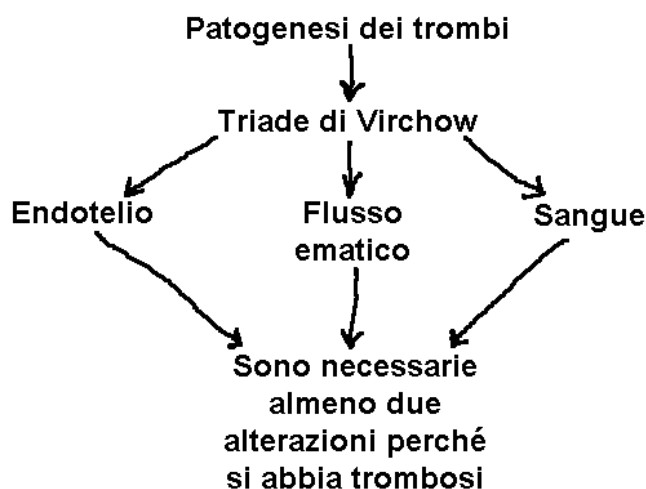 Patogenesi dei trombi
Triade di Virchow
Endotelio
Flusso
ematico
Sangue
Sono necessarie
almeno due
alterazioni perché
si abbia trombosi